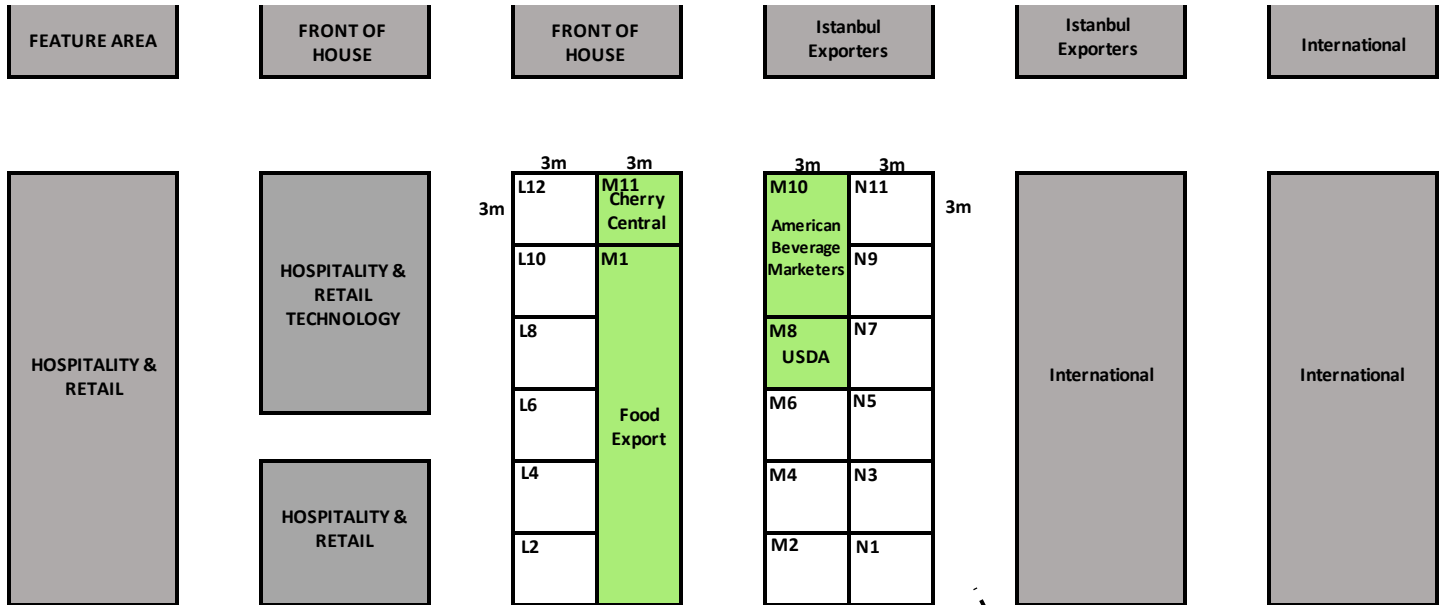 FEATURE AREA
FRONT OF
HOUSE
FRONT OF
HOUSE
Istanbul
Exporters
Istanbul
Exporters
International
3m
3m
3m
3m
3m
3m
HOSPITALITY &
RETAIL
HOSPITALITY &
RETAIL
TECHNOLOGY
HOSPITALITY &
RETAIL
L12
L10
L8
L6
L4
L2
M11
Cherry
Central
M1
Food
Export
M10
American
Beverage
Marketers
M8
USDA
M6
M4
M2
N11
N9
N7
N5
N3
N1
International
International